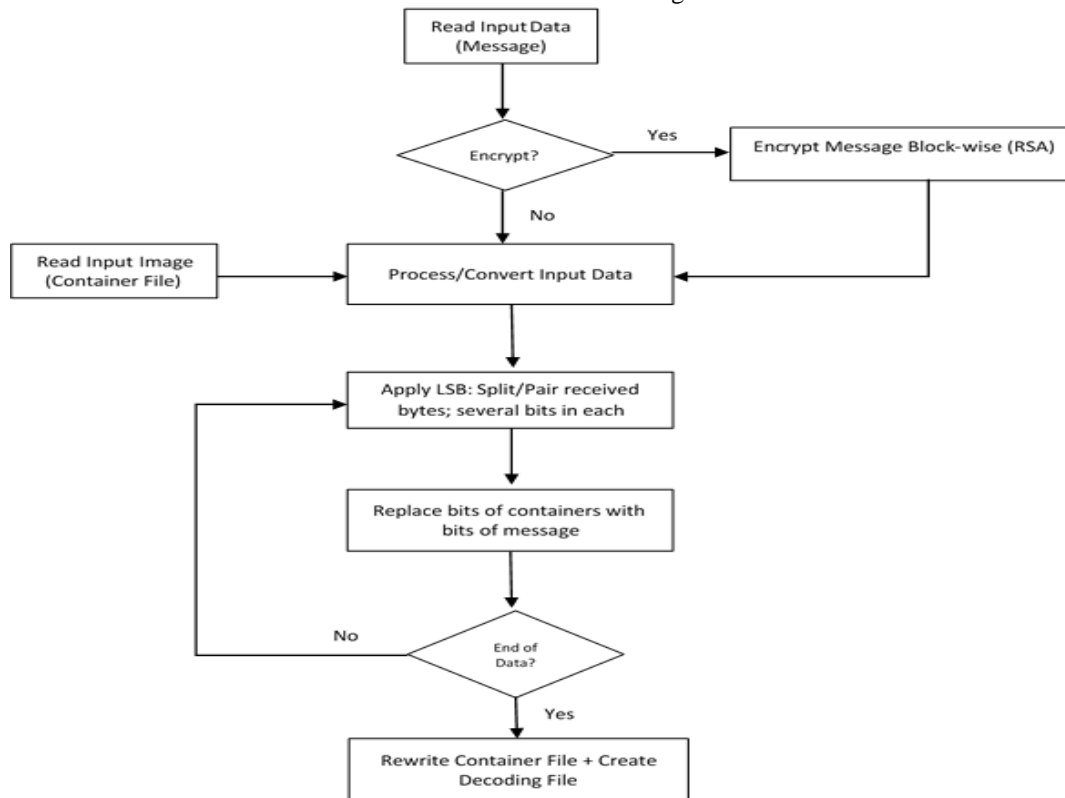 Read Input Data
(Message)
Encrypt?
Yes
Encrypt Message Block-wise (RSA)
No
Read Input Image
(Container File)
Process/Convert Input Data
Apply LSB: Split/Pair received
bytes; several bits in each
Replace bits of containers with
bits of message
No
End of
Data?
Yes
Rewrite Container File + Create
Decoding File